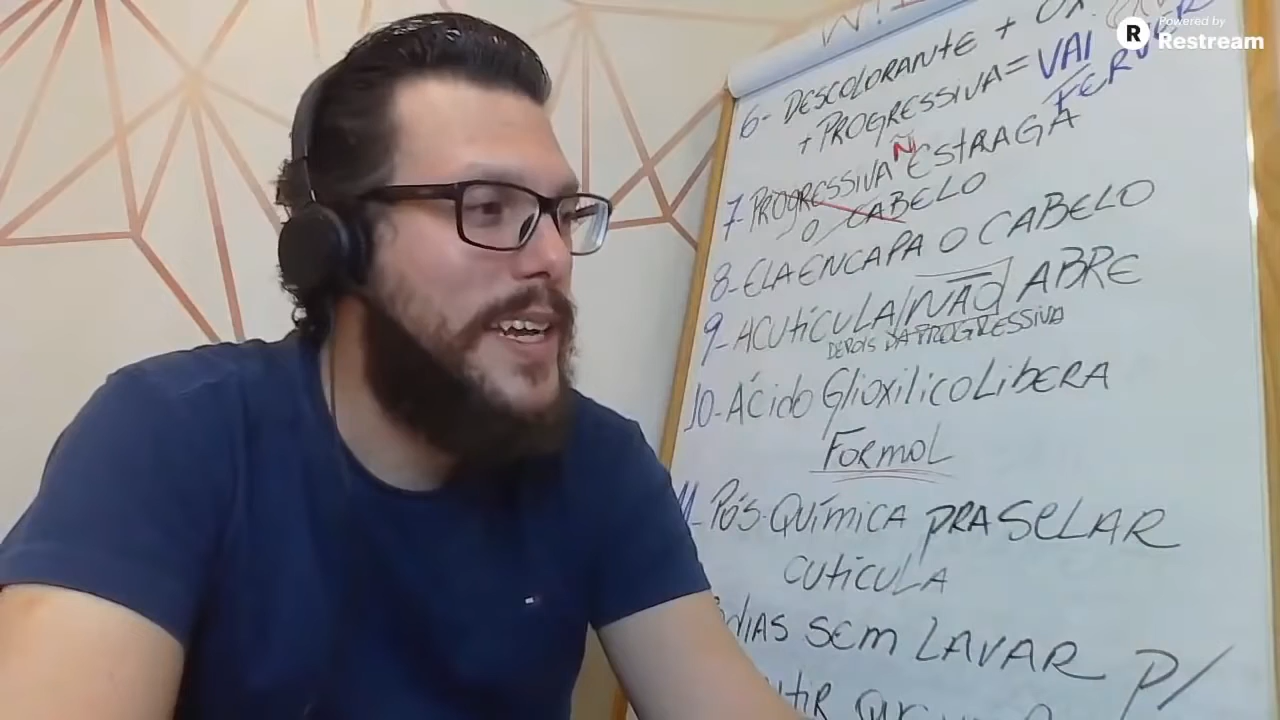 Powered by
Restream
6- DESCOLORANTE + OX.
+ PROGRESSIVA = VAI
FERVER
7- PROGRESSIVA Ñ ESTRAGA
O CABELO
8- ELA ENCAPA O CABELO
9- A CUTÍCULA NÃO ABRE
DEPOIS DA PROGRESSIVA
10- ÁCIDO GLIOXILICO LIBERA
FORMOL
11- PÓS-QUÍMICA PRA SELAR
CUTÍCULA
DIAS SEM LAVAR P/